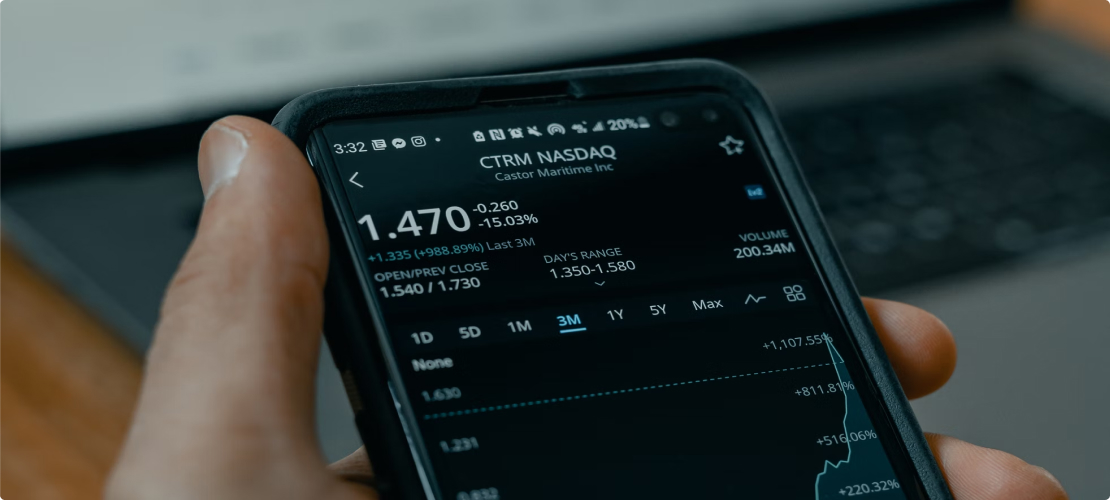 3:32 20%
CTRM NASDAQ
Castor Maritime Inc
1.470 -0.260
-15.03%
+1.335 (+988.89%) Last 3M
OPEN/PREV CLOSE DAY'S RANGE VOLUME
1.540 / 1.730 1.350-1.580 200.34M
1D 5D 1M 3M 1Y 5Y Max
None
+1,107.55%
1.630
+811.81%
1.231
+516.06%
0.832
+220.32%